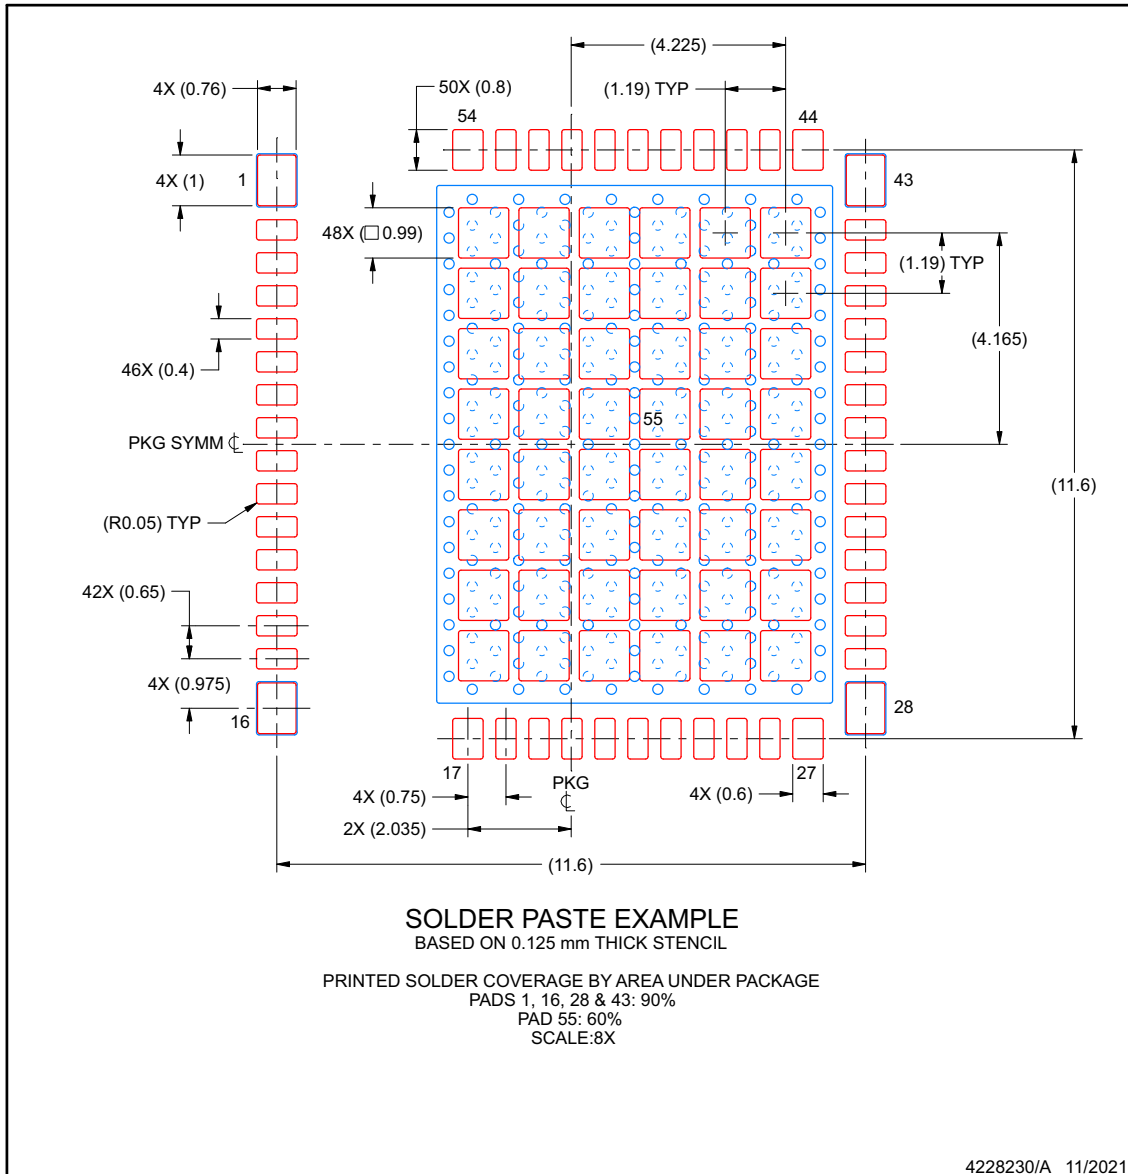 (4.225)
4X (0.76)
50X (0.8)
(1.19) TYP
54
44
4X (1)
1
43
48X (□ 0.99)
(1.19) TYP
(4.165)
46X (0.4)
55
PKG SYMM ℄
(11.6)
(R0.05) TYP
42X (0.65)
4X (0.975)
16
28
17
PKG
℄
27
4X (0.75)
4X (0.6)
2X (2.035)
(11.6)
SOLDER PASTE EXAMPLE
BASED ON 0.125 mm THICK STENCIL
PRINTED SOLDER COVERAGE BY AREA UNDER PACKAGE
PADS 1, 16, 28 & 43: 90%
PAD 55: 60%
SCALE:8X
4228230/A 11/2021